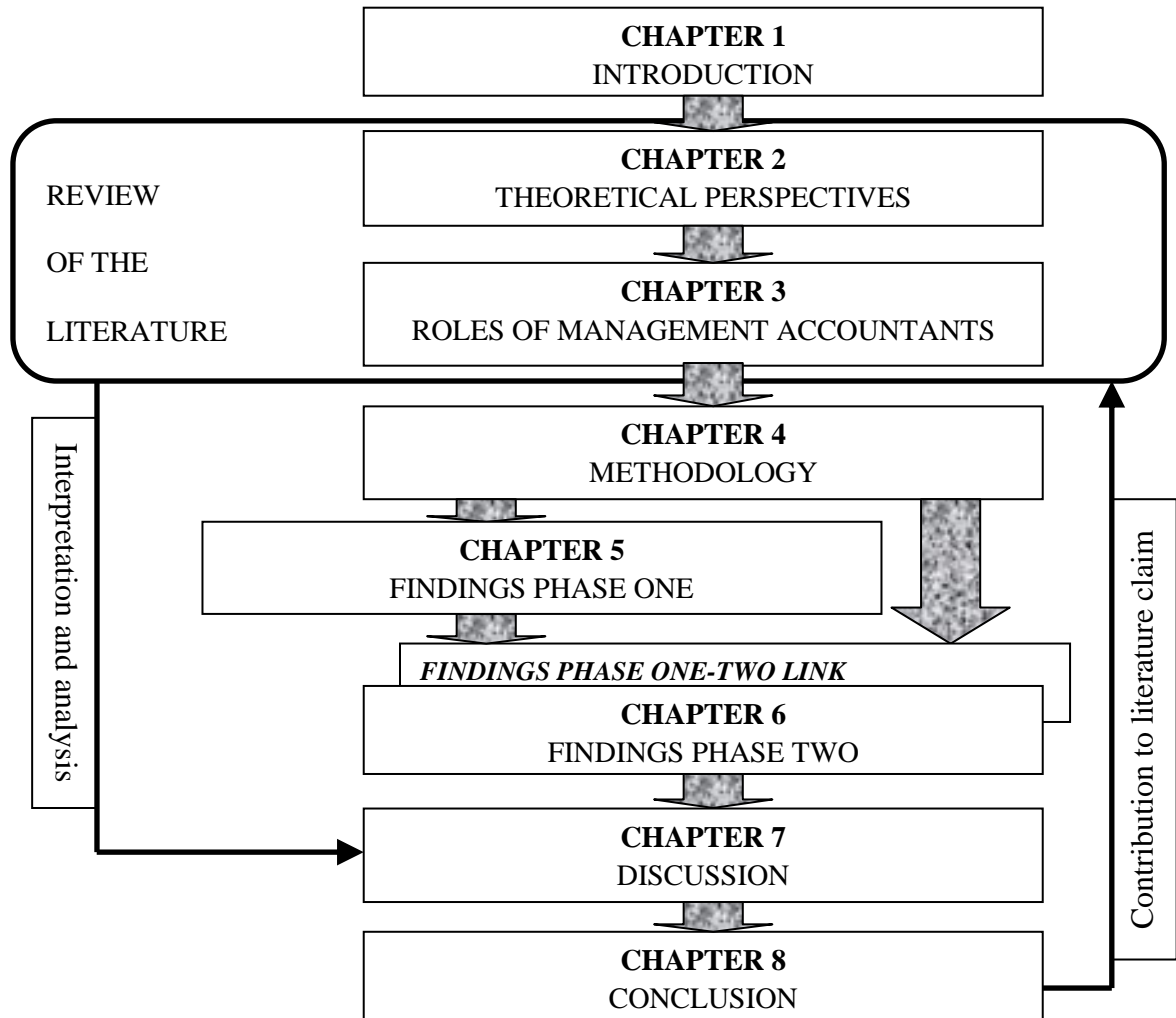 CHAPTER 1
INTRODUCTION
REVIEW
OF THE
LITERATURE
CHAPTER 2
THEORETICAL PERSPECTIVES
CHAPTER 3
ROLES OF MANAGEMENT ACCOUNTANTS
CHAPTER 4
METHODOLOGY
Interpretation and analysis
CHAPTER 5
FINDINGS PHASE ONE
FINDINGS PHASE ONE-TWO LINK
CHAPTER 6
FINDINGS PHASE TWO
CHAPTER 7
DISCUSSION
CHAPTER 8
CONCLUSION
Contribution to literature claim